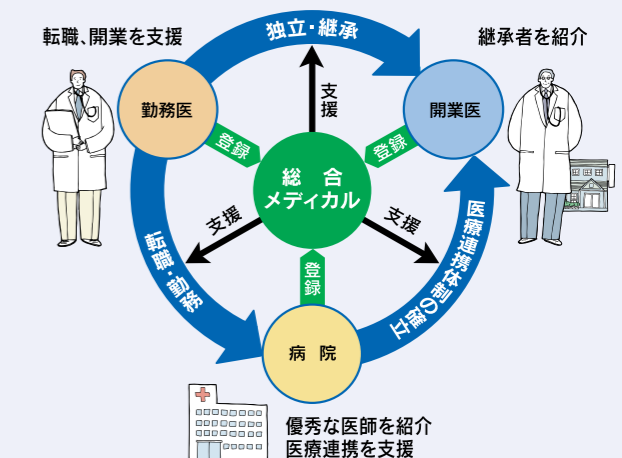 転職、開業を支援
独立・継承
継承者を紹介
勤務医
支援
開業医
登録
登録
総合
メディカル
支援
支援
転職・勤務
医療連携体制の確立
登録
病院
優秀な医師を紹介
医療連携を支援